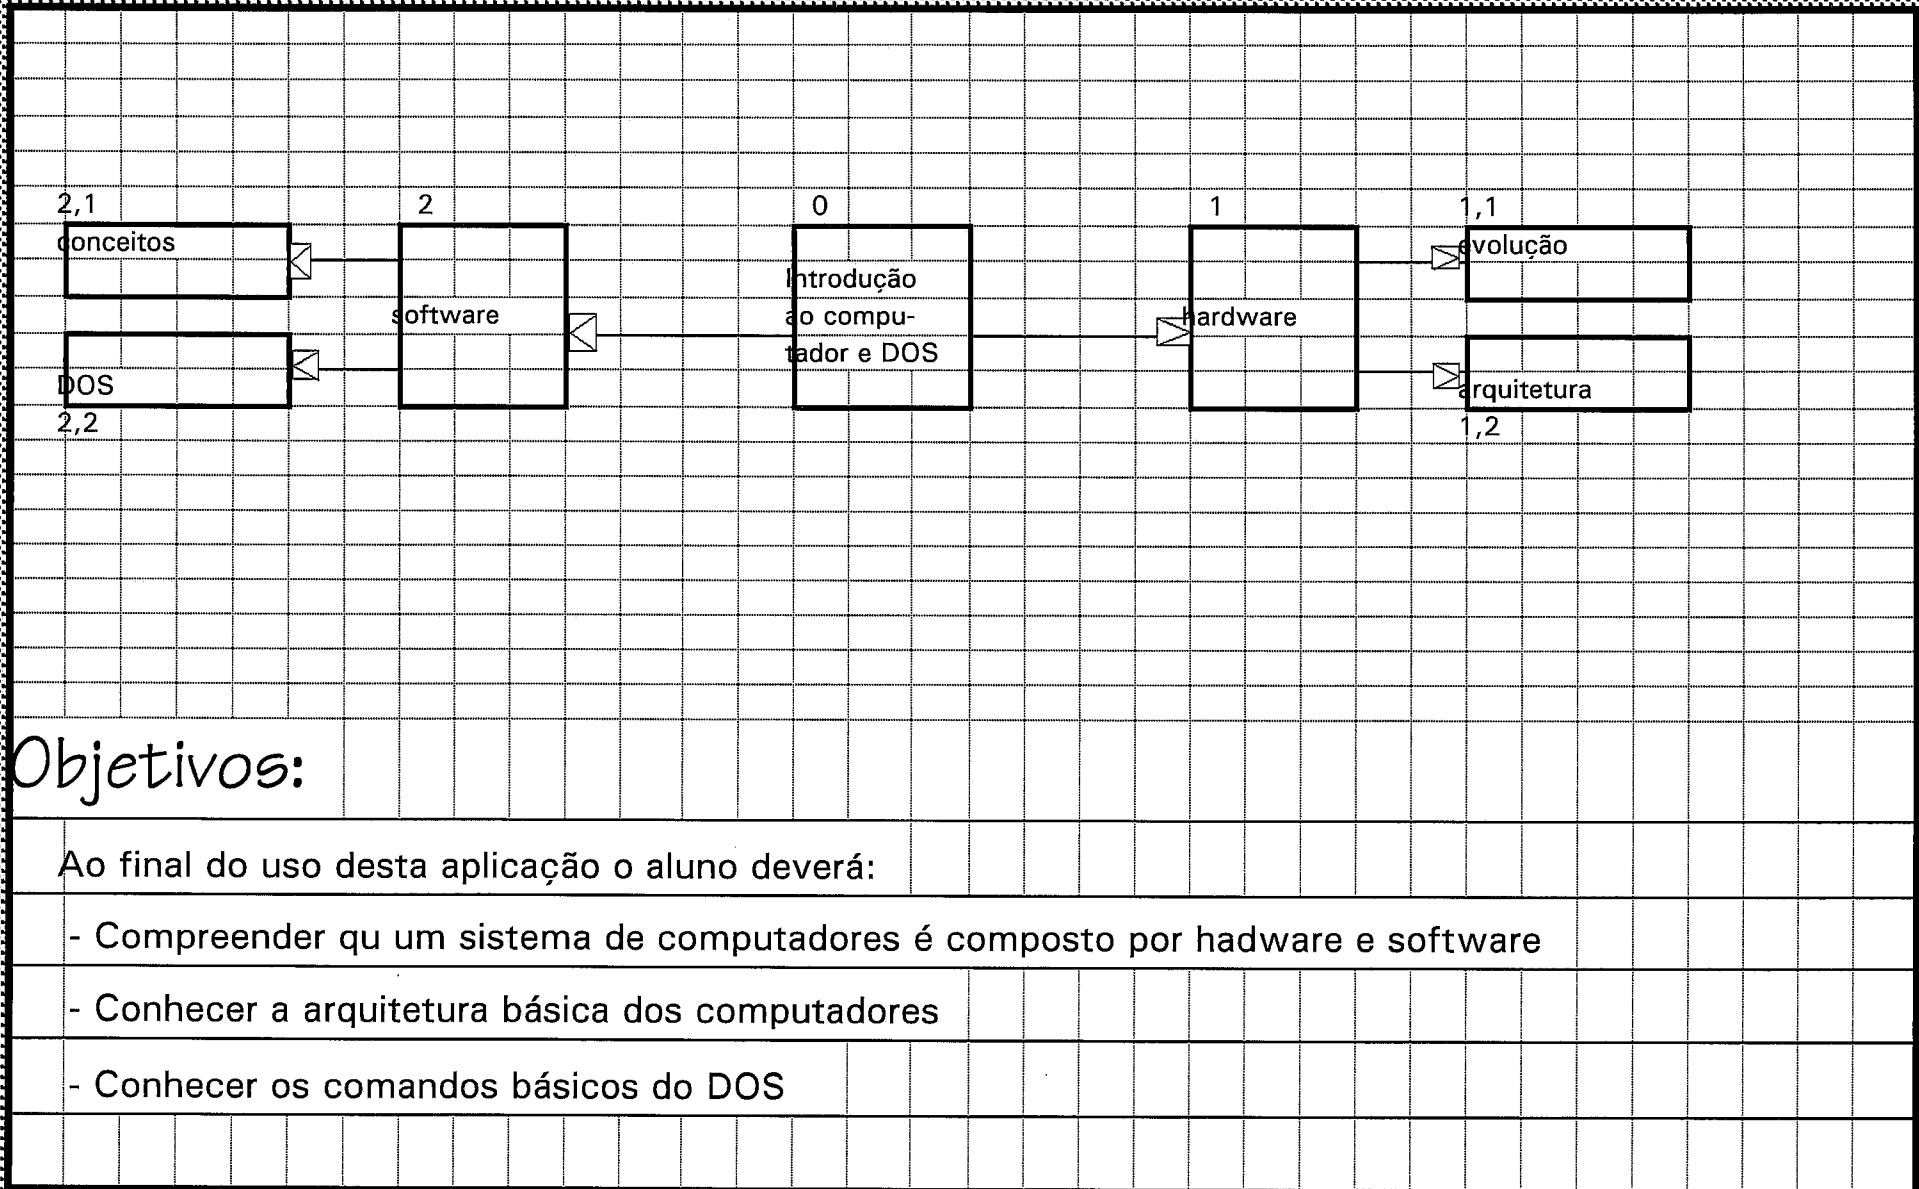 2,1
2
0
1
1,1
conceitos
evolução
Introdução
ao compu-
tador e DOS
software
hardware
DOS
arquitetura
2,2
1,2
Objetivos:
Ao final do uso desta aplicação o aluno deverá:
- Compreender qu um sistema de computadores é composto por hadware e software
- Conhecer a arquitetura básica dos computadores
- Conhecer os comandos básicos do DOS